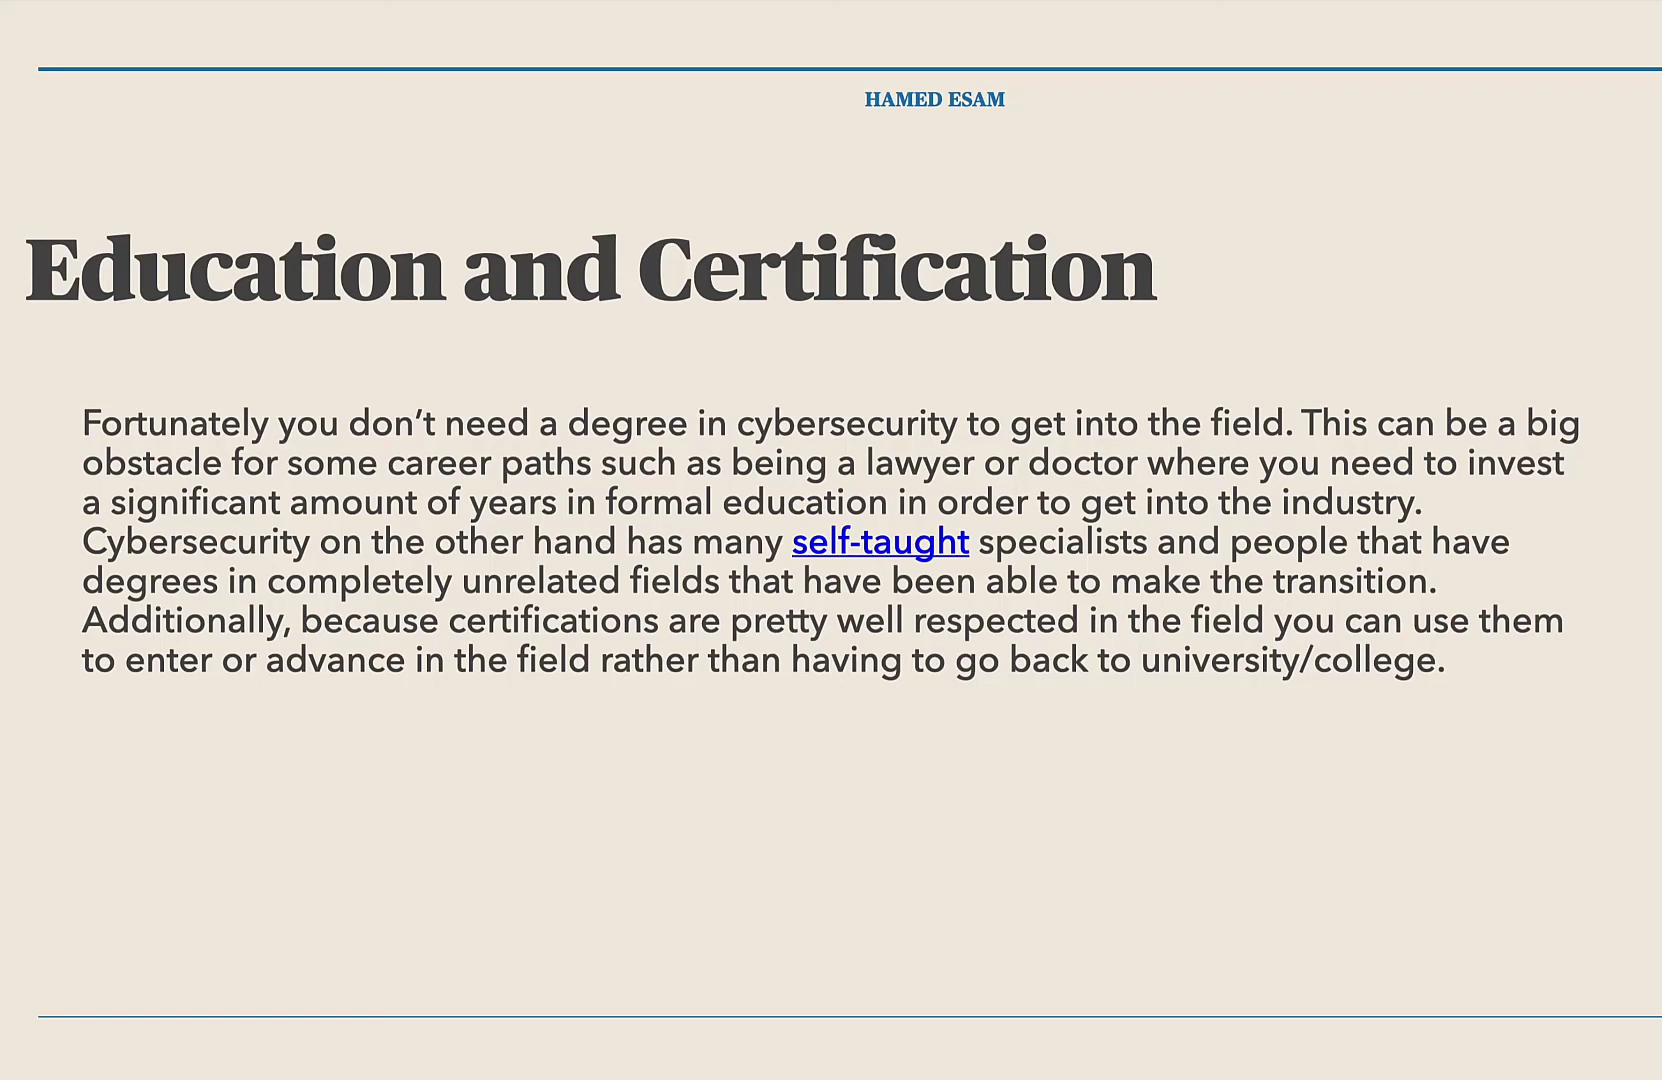 HAMED ESAM
Education and Certification
Fortunately you don’t need a degree in cybersecurity to get into the field. This can be a big
obstacle for some career paths such as being a lawyer or doctor where you need to invest
a significant amount of years in formal education in order to get into the industry.
Cybersecurity on the other hand has many self-taught specialists and people that have
degrees in completely unrelated fields that have been able to make the transition.
Additionally, because certifications are pretty well respected in the field you can use them
to enter or advance in the field rather than having to go back to university/college.